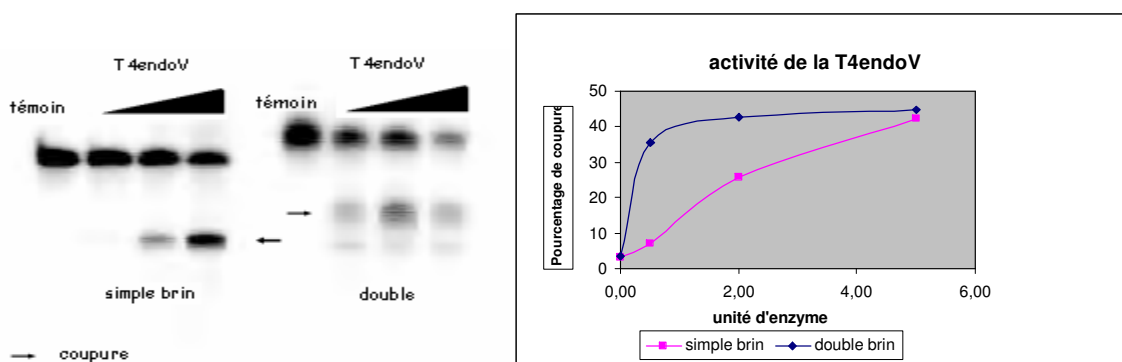 T4endoV
témoin
simple brin
T4endoV
témoin
double
coupure
activité de la T4endoV
Pourcentage de coupure
50
40
30
20
10
0
0,00 2,00 4,00 6,00
unité d'enzyme
simple brin double brin